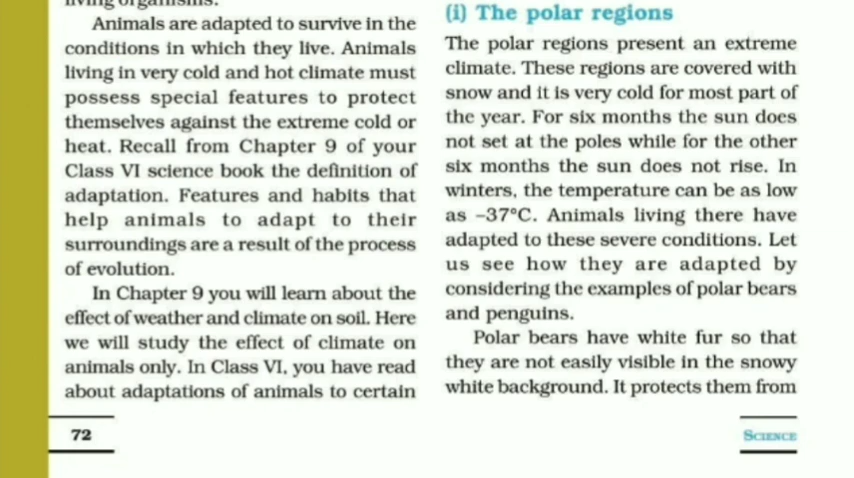 living organisms.
Animals are adapted to survive in the
conditions in which they live. Animals
living in very cold and hot climate must
possess special features to protect
themselves against the extreme cold or
heat. Recall from Chapter 9 of your
Class VI science book the definition of
adaptation. Features and habits that
help animals to adapt to their
surroundings are a result of the process
of evolution.
In Chapter 9 you will learn about the
effect of weather and climate on soil. Here
we will study the effect of climate on
animals only. In Class VI, you have read
about adaptations of animals to certain
72
(i) The polar regions
The polar regions present an extreme
climate. These regions are covered with
snow and it is very cold for most part of
the year. For six months the sun does
not set at the poles while for the other
six months the sun does not rise. In
winters, the temperature can be as low
as –37°C. Animals living there have
adapted to these severe conditions. Let
us see how they are adapted by
considering the examples of polar bears
and penguins.
Polar bears have white fur so that
they are not easily visible in the snowy
white background. It protects them from
SCIENCE